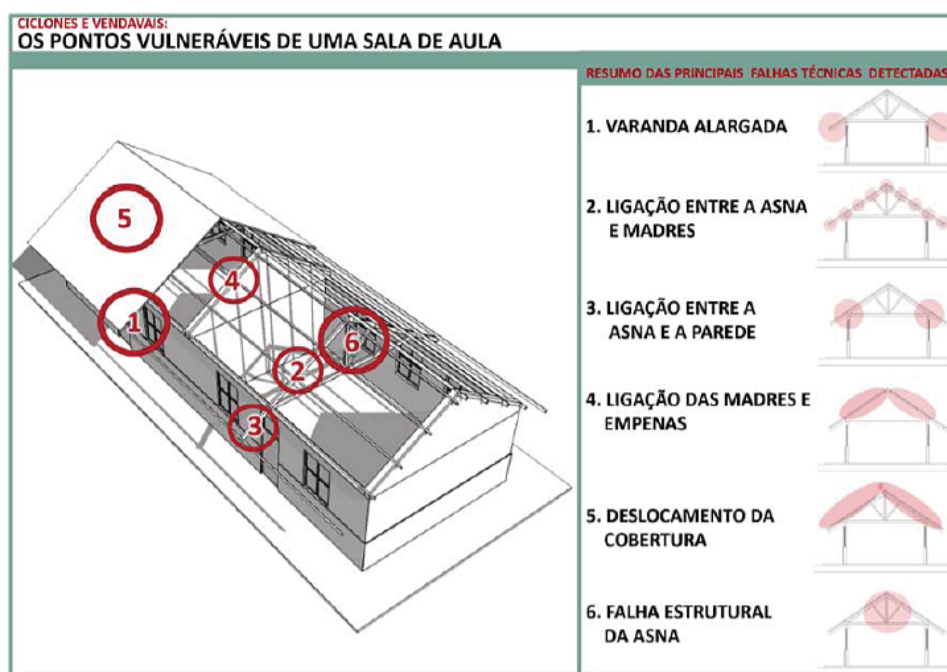 CICLONES E VENDAVAIS:
OS PONTOS VULNERÁVEIS DE UMA SALA DE AULA
RESUMO DAS PRINCIPAIS FALHAS TÉCNICAS DETECTADAS
1. VARANDA ALARGADA
2. LIGAÇÃO ENTRE A ASNA
E MADRES
3. LIGAÇÃO ENTRE A
ASNA E A PAREDE
4. LIGAÇÃO DAS MADRES E
EMPENAS
5. DESLOCAMENTO DA
COBERTURA
6. FALHA ESTRUTURAL
DA ASNA
5
4
1
6
2
3